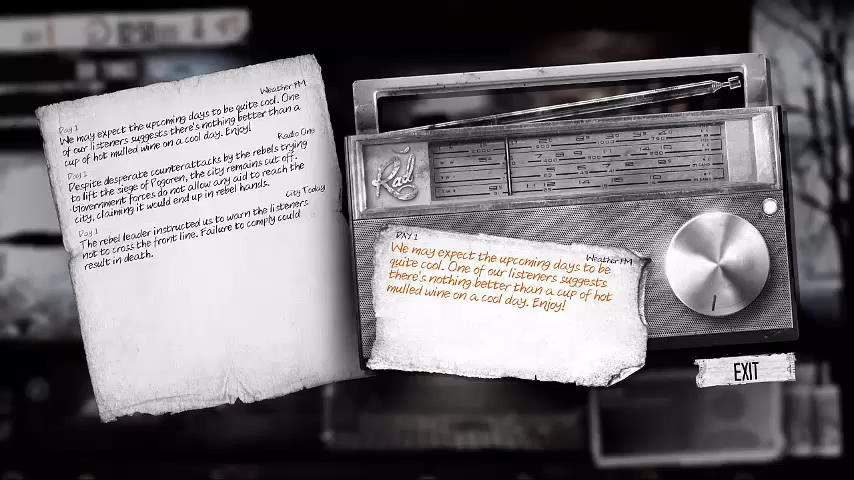 Weather FM
Day 1
We may expect the upcoming days to be quite cool. One
of our listeners suggests there's nothing better than a
cup of hot mulled wine on a cool day. Enjoy!
Radio One
Day 1
Despite desperate counterattacks by the rebels trying
to lift the siege of Pogoren, the city remains cut off.
Government forces do not allow any aid to reach the
city, claiming it would end up in rebel hands.
City Today
Day 1
The rebel leader instructed us to warn the listeners
not to cross the front line. Failure to comply could
result in death.
Rad
DAY 1
Weather FM
We may expect the upcoming days to be
quite cool. One of our listeners suggests
there's nothing better than a cup of hot
mulled wine on a cool day. Enjoy!
EXIT